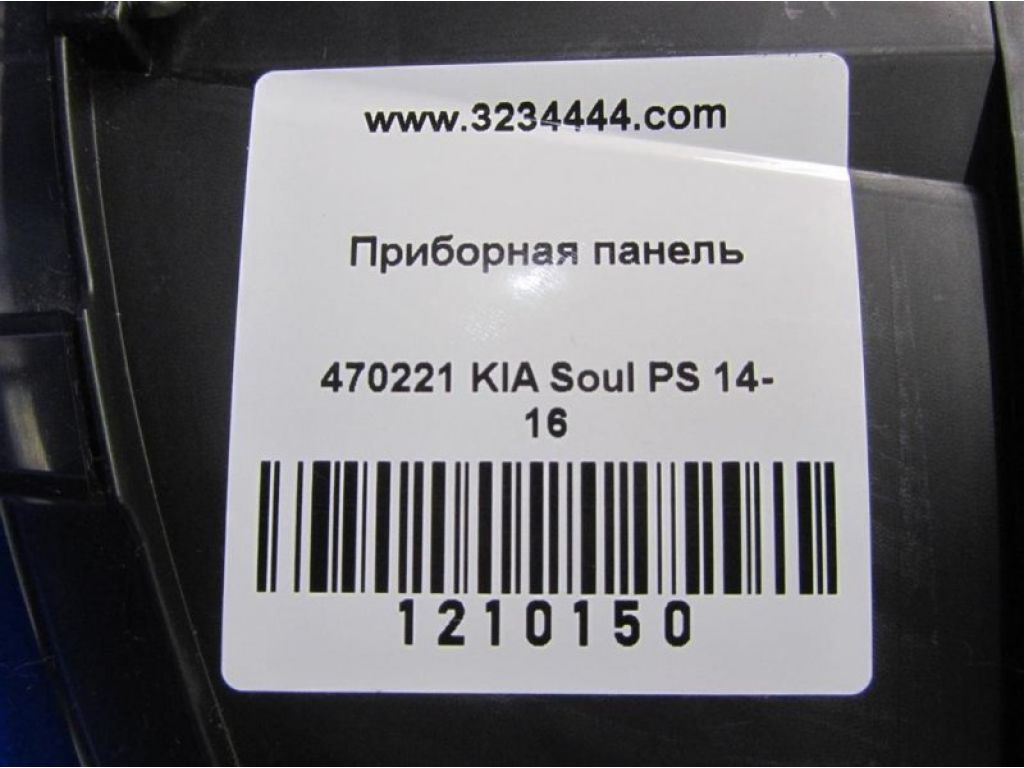 www.3234444.com
Приборная панель
470221 KIA Soul PS 14-
16
1210150